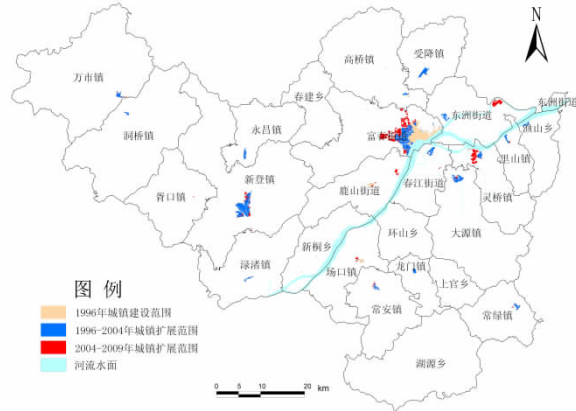 N
受降镇
高桥镇
万市镇
春建乡
东洲街道
东洲街道
洞桥镇
永昌镇
渔山乡
里山镇
新登镇
胥口镇
鹿山街道
春江街道
灵桥镇
环山乡
大源镇
新桐乡
渌渚镇
场口镇
龙门镇
上官乡
常安镇
常绿镇
湖源乡
图 例
1996年城镇建设范围
1996-2004年城镇扩展范围
2004-2009年城镇扩展范围
河流水面
0 5 10 20
km